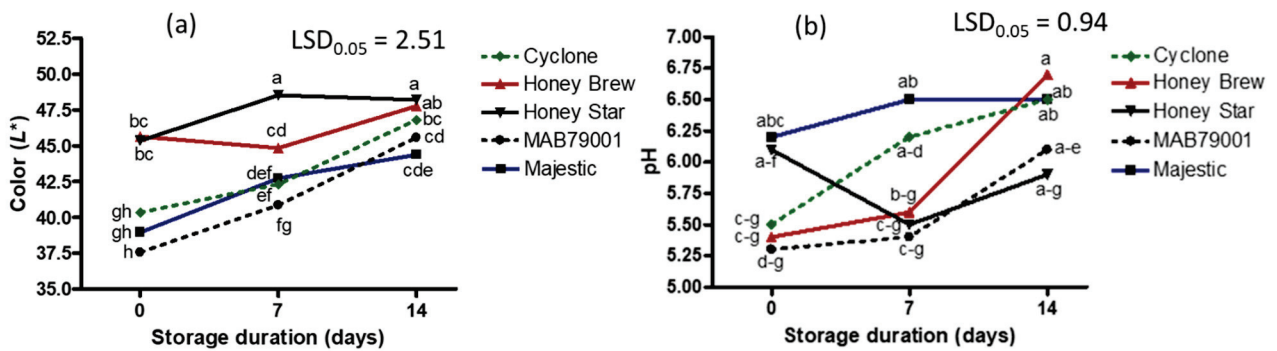 (a)
LSD0.05 = 2.51
Color (L*)
52.5
50.0
47.5
45.0
42.5
40.0
37.5
35.0
bc
bc
gh
gh
h
a
cd
def
ef
fg
a
ab
bc
cd
cde
0
7
14
Storage duration (days)
Cyclone
Honey Brew
Honey Star
MAB79001
Majestic
(b)
LSD0.05 = 0.94
pH
7.00
6.75
6.50
6.25
6.00
5.75
5.50
5.25
5.00
abc
a-f
c-g
c-g
d-g
ab
a-d
b-g
c-g
c-g
a
ab
ab
a-e
a-g
0
7
14
Storage duration (days)
Cyclone
Honey Brew
Honey Star
MAB79001
Majestic